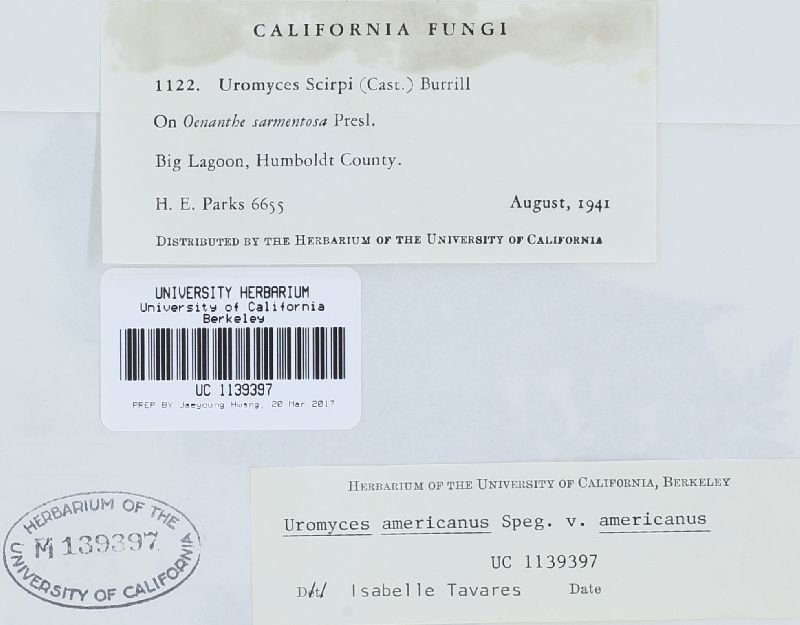 CALIFORNIA FUNGI
1122. Uromyces Scirpi (Cast.) Burrill
On Oenanthe sarmentosa Presl.
Big Lagoon, Humboldt County.
H. E. Parks 6655 August, 1941
DISTRIBUTED BY THE HERBARIUM OF THE UNIVERSITY OF CALIFORNIA
UNIVERSITY HERBARIUM
University of California
Berkeley
UC 1139397
PREP BY Jaeyoung Hwang, 20 Mar 2017
HERBARIUM OF THE
M 139397
UNIVERSITY OF CALIFORNIA
HERBARIUM OF THE UNIVERSITY OF CALIFORNIA, BERKELEY
Uromyces americanus Speg. v. americanus
UC 1139397
Det. Isabelle Tavares Date